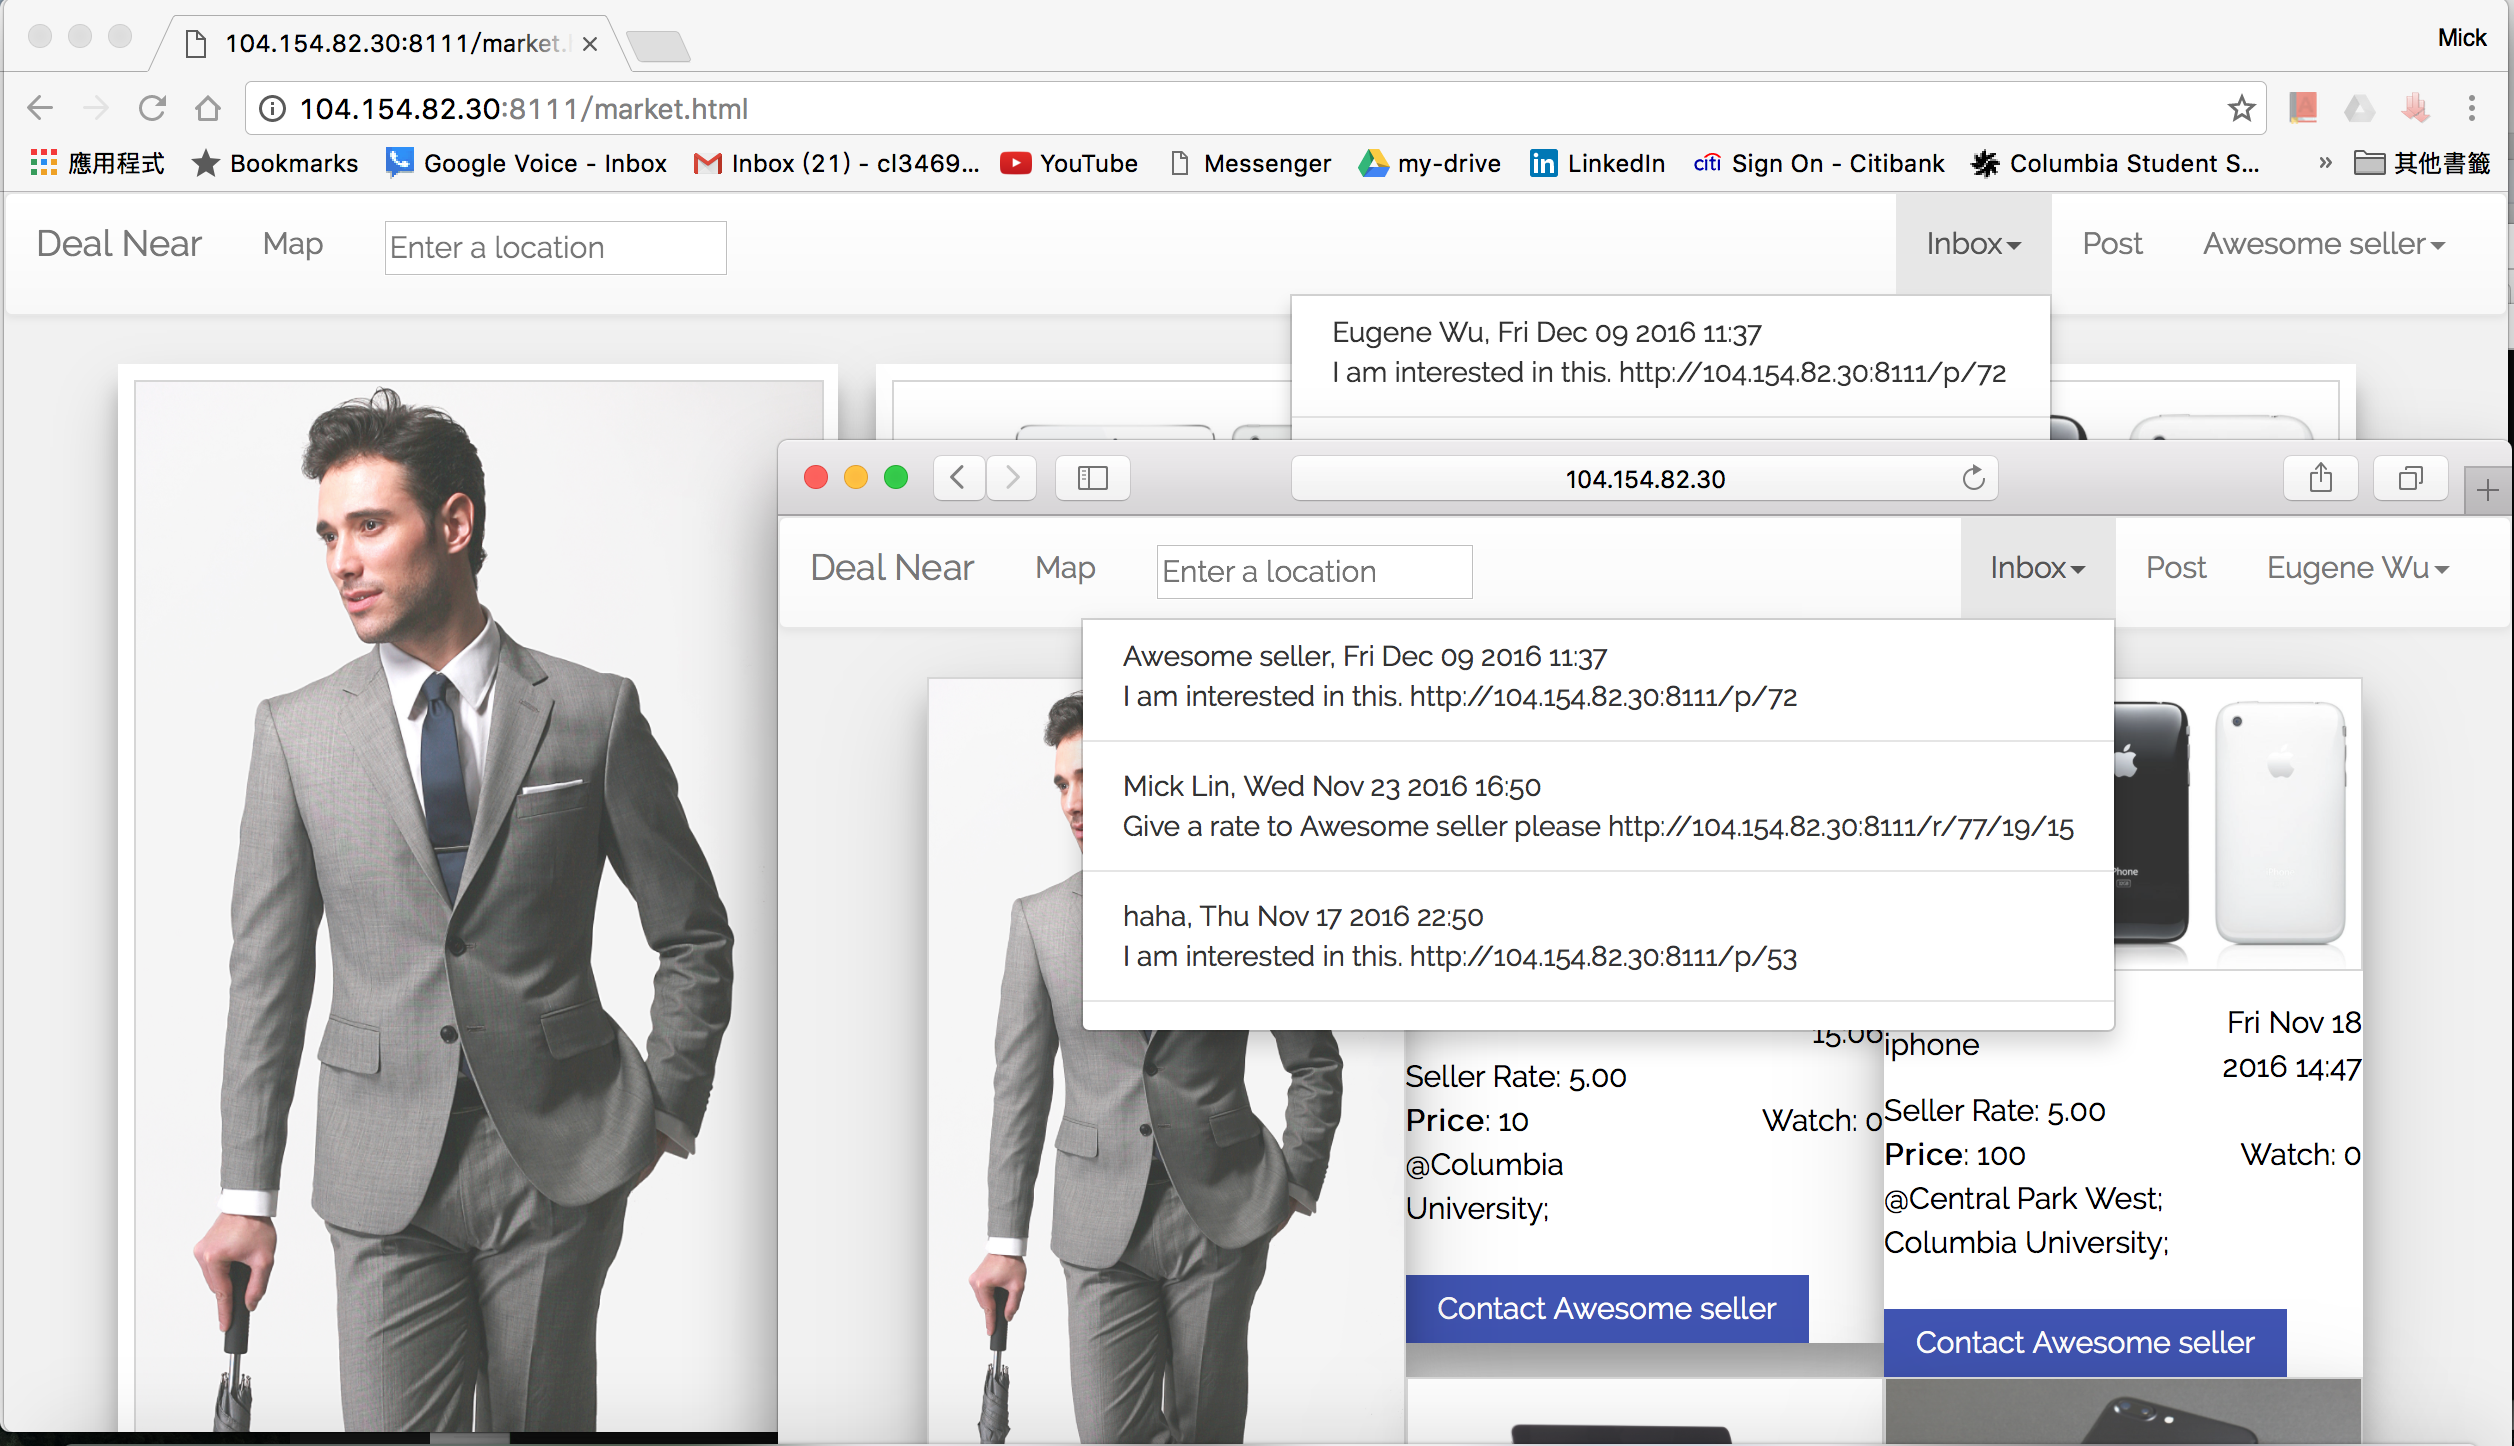 104.154.82.30:8111/market.
Mick
104.154.82.30:8111/market.html
應用程式 Bookmarks Google Voice - Inbox Inbox (21) - cl3469... YouTube Messenger my-drive LinkedIn citi Sign On - Citibank Columbia Student S... » 其他書籤
Deal Near Map Enter a location Inbox Post Awesome seller
Eugene Wu, Fri Dec 09 2016 11:37
I am interested in this. http://104.154.82.30:8111/p/72
104.154.82.30
Deal Near Map Enter a location Inbox Post Eugene Wu
Awesome seller, Fri Dec 09 2016 11:37
I am interested in this. http://104.154.82.30:8111/p/72
Mick Lin, Wed Nov 23 2016 16:50
Give a rate to Awesome seller please http://104.154.82.30:8111/r/77/19/15
haha, Thu Nov 17 2016 22:50
I am interested in this. http://104.154.82.30:8111/p/53
15:06
Seller Rate: 5.00
Price: 10 Watch: 0
@Columbia
University;
Contact Awesome seller
iphone
Fri Nov 18
2016 14:47
Seller Rate: 5.00
Price: 100 Watch: 0
@Central Park West;
Columbia University;
Contact Awesome seller